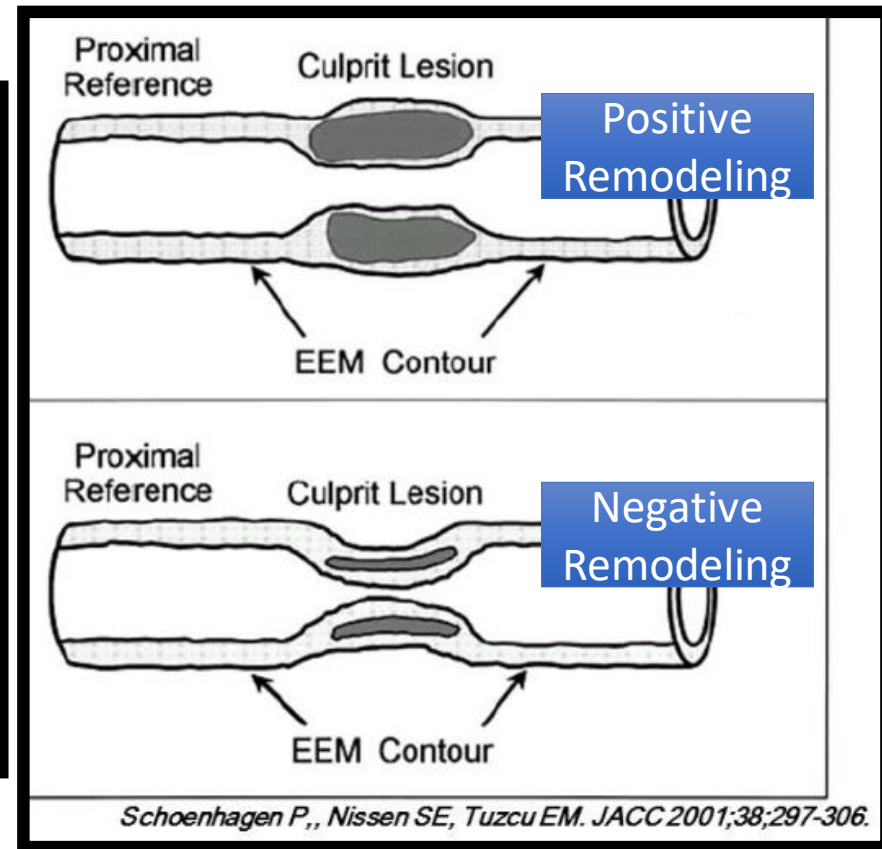 Proximal
Reference
Culprit Lesion
Positive
Remodeling
EEM Contour
Proximal
Reference
Culprit Lesion
Negative
Remodeling
EEM Contour
Schoenhagen P,, Nissen SE, Tuzcu EM. JACC 2001;38;297-306.